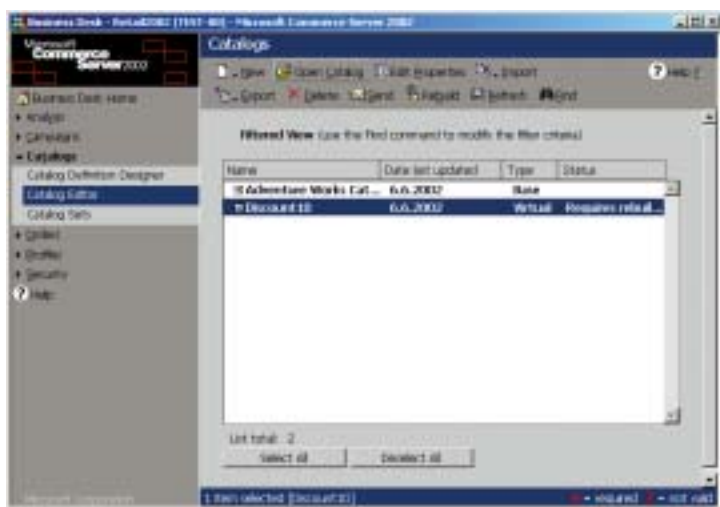 Business Desk - Retail2002 - Microsoft Commerce Server 2002
Microsoft
Commerce
Server 2002
Catalogs
New Open Catalog Edit Properties Import
Help
Export Delete Send Rebuild Refresh Find
Business Desk Home
Analysis
Campaigns
Catalogs
Catalog Definition Designer
Catalog Editor
Catalog Sets
Orders
Profiles
Security
Help
Filtered View (use the Find command to modify the filter criteria)
Name Date last updated Type Status
Adventure Works Cat... 6.6.2002 Base
Discount10 6.6.2002 Virtual Requires rebuil...
List total: 2
Select All Deselect All
Microsoft Corporation
1 item selected [Discount10]
= required = not valid